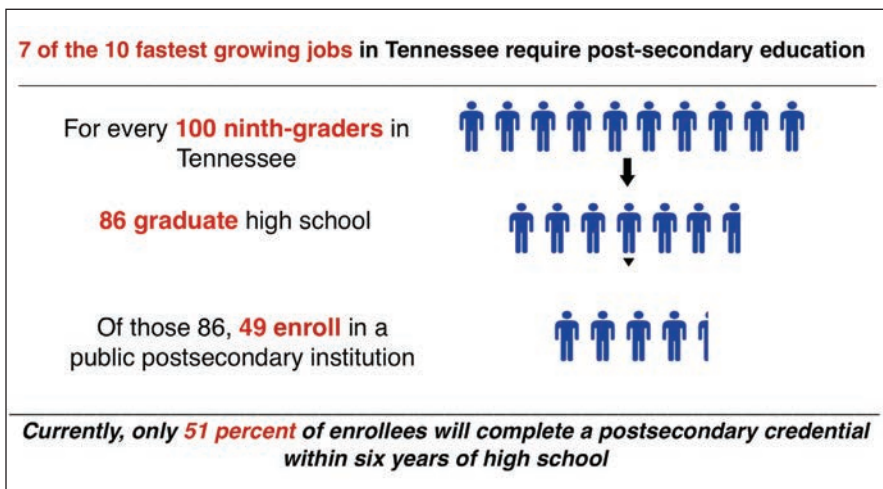 7 of the 10 fastest growing jobs in Tennessee require post-secondary education
For every 100 ninth-graders in
Tennessee
86 graduate high school
Of those 86, 49 enroll in a
public postsecondary institution
Currently, only 51 percent of enrollees will complete a postsecondary credential
within six years of high school